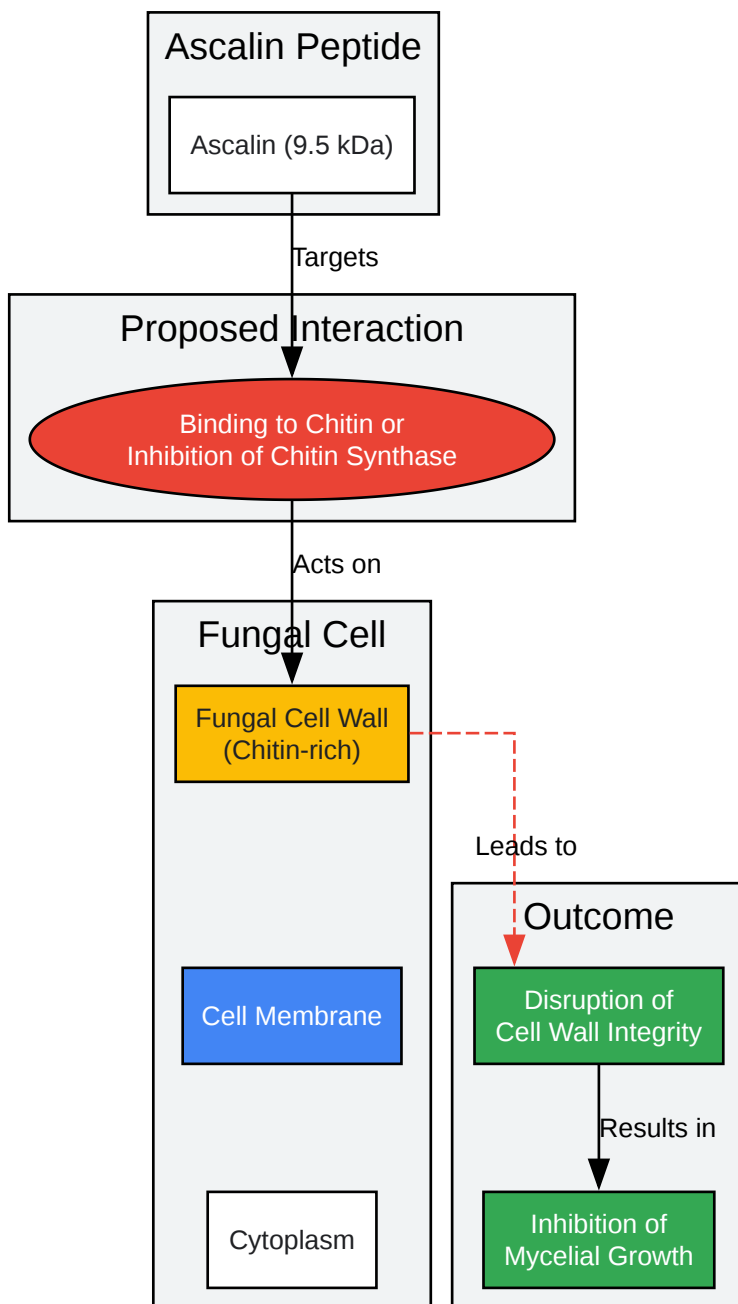 Ascalin Peptide
Ascalin (9.5 kDa)
Targets
Proposed Interaction
Binding to Chitin or
Inhibition of Chitin Synthase
Acts on
Fungal Cell
Fungal Cell Wall
(Chitin-rich)
Leads to
Outcome
Cell Membrane
Disruption of
Cell Wall Integrity
Results in
Cytoplasm
Inhibition of
Mycelial Growth